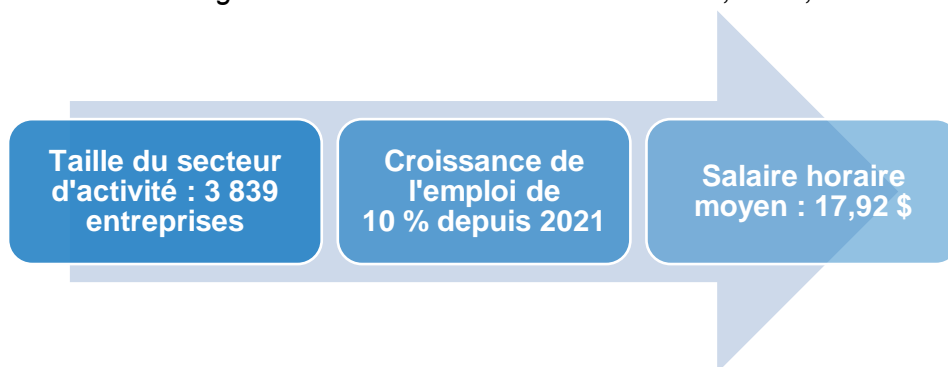 Taille du secteur
d'activité : 3 839
entreprises
Croissance de
l'emploi de
10 % depuis 2021
Salaire horaire
moyen : 17,92 $